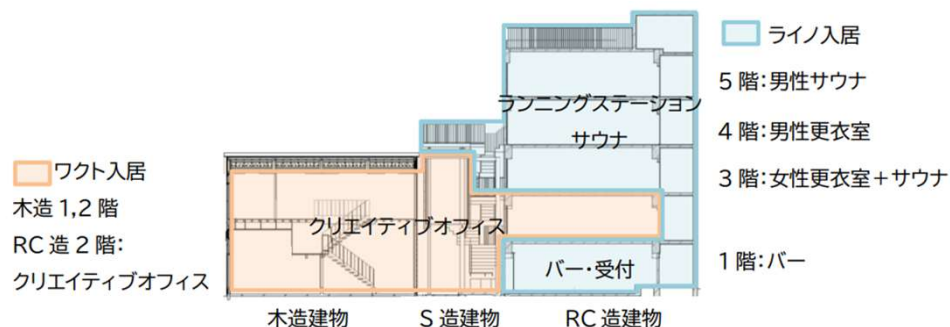 ワクト入居
木造 1,2 階
RC 造 2 階:
クリエイティブオフィス
ランニングステーション
サウナ
クリエイティブオフィス
バー・受付
木造建物
S 造建物
RC 造建物
ライノ入居
5 階:男性サウナ
4 階:男性更衣室
3 階:女性更衣室+サウナ
1 階:バー